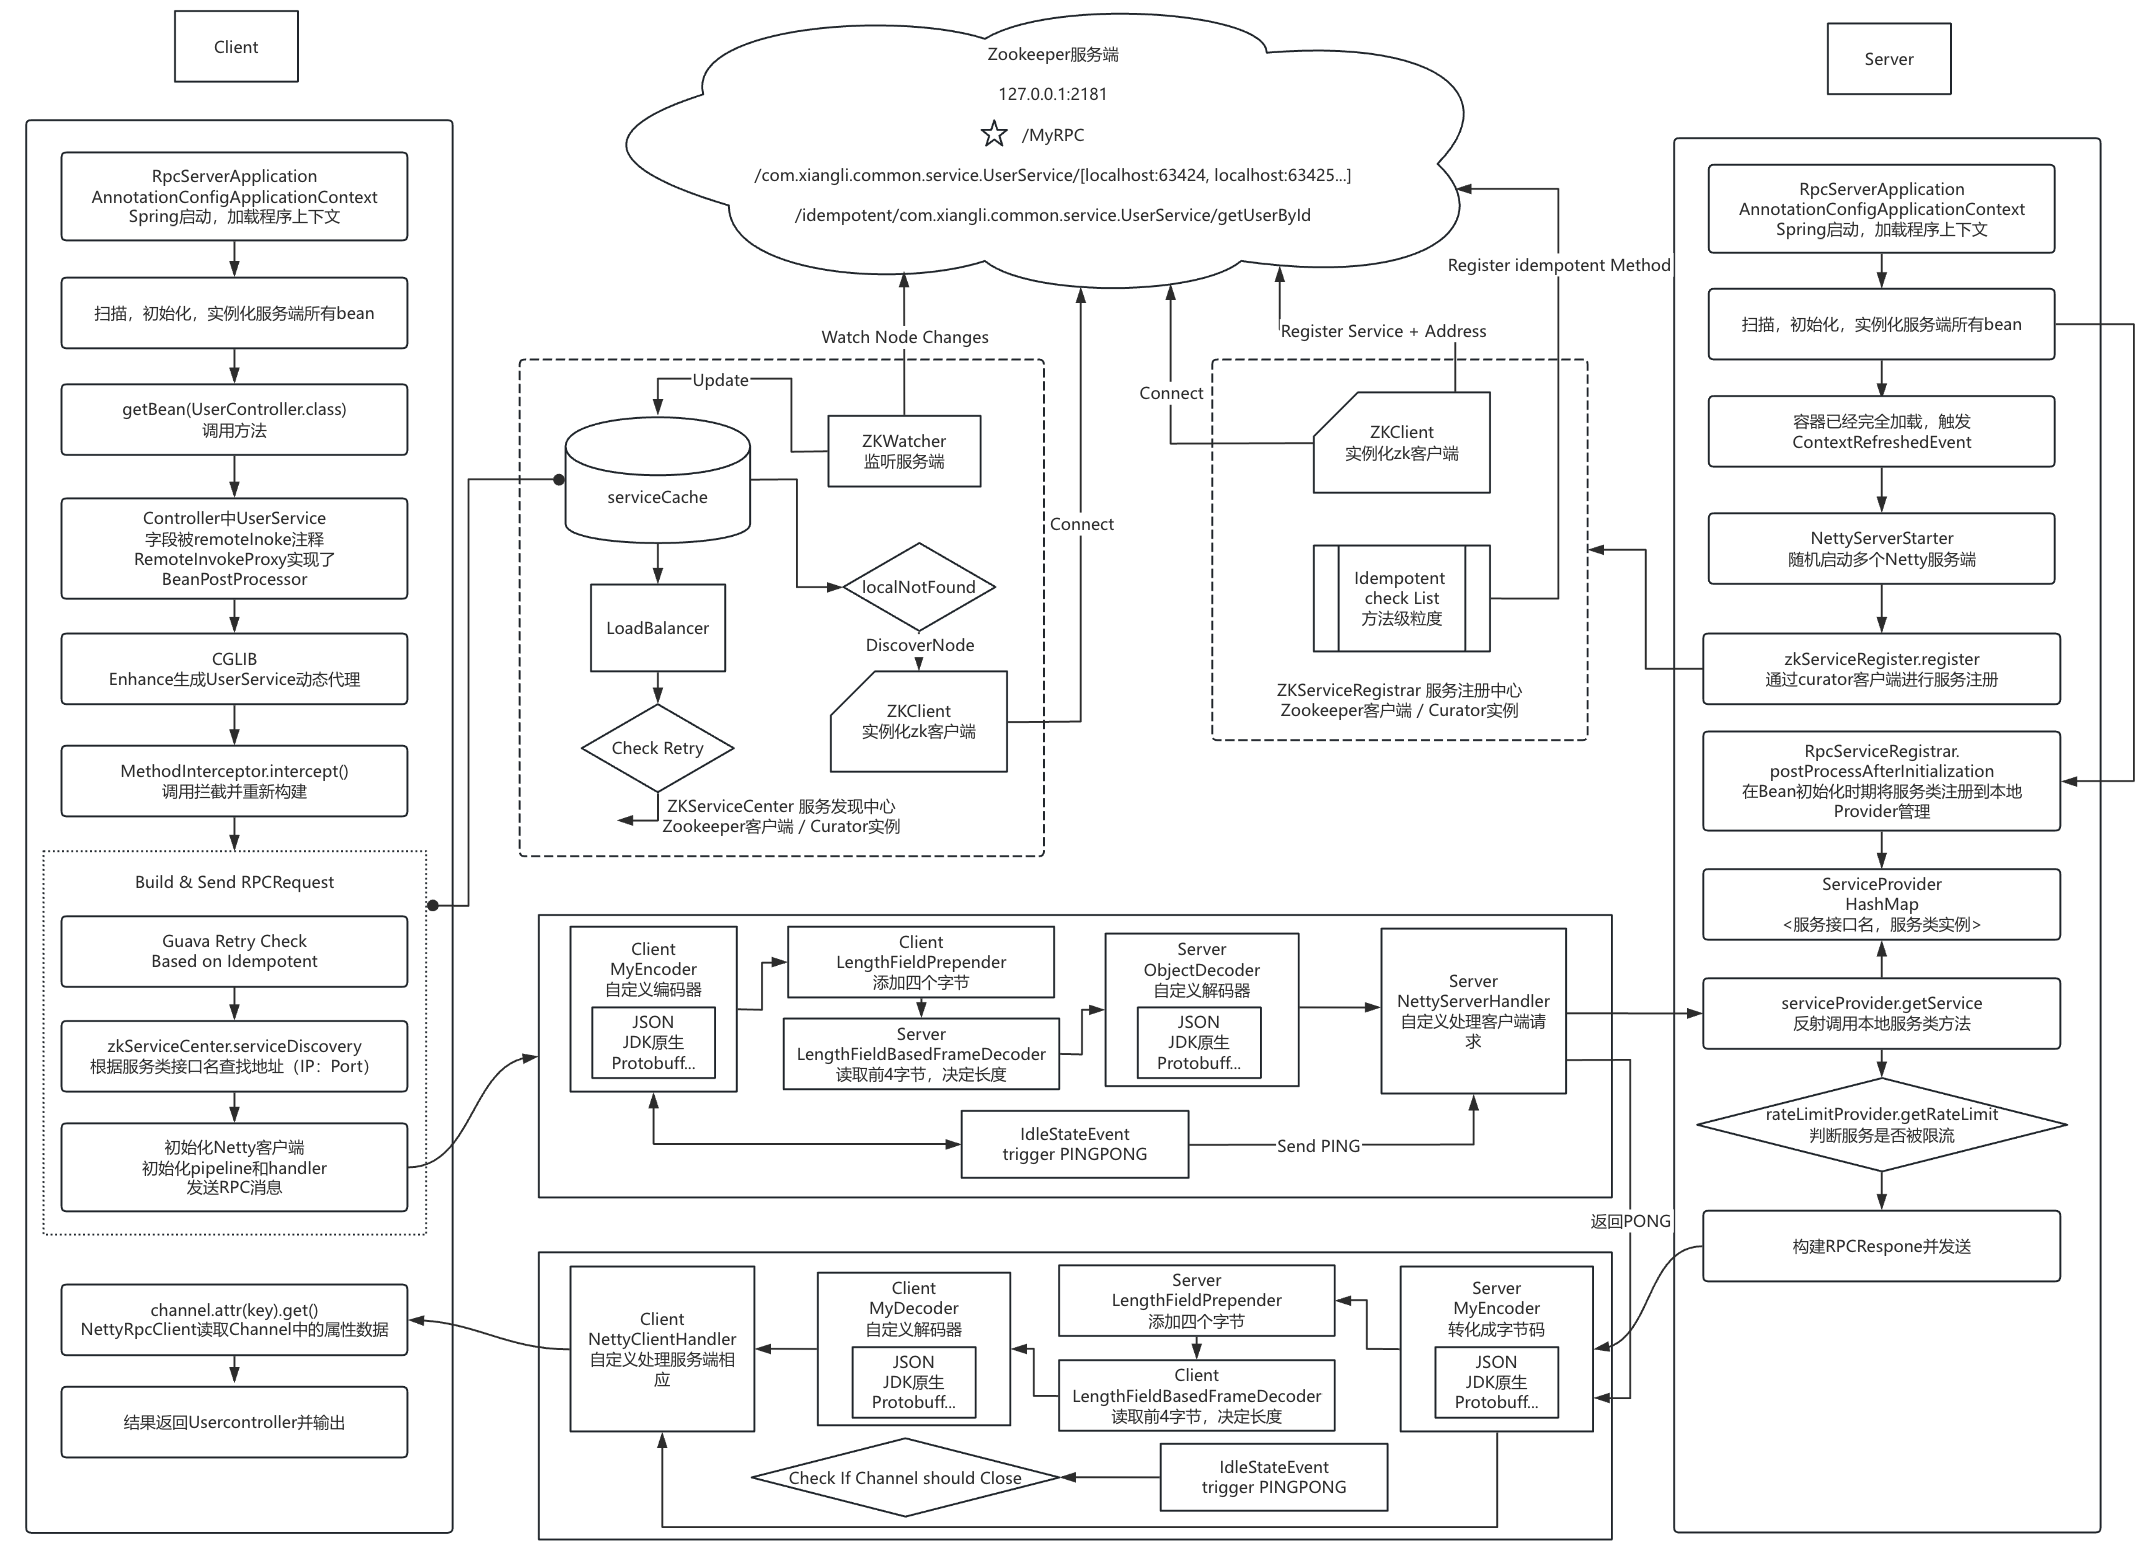 Client
RpcServerApplication
AnnotationConfigApplicationContext
Spring启动，加载程序上下文
扫描，初始化，实例化服务端所有bean
getBean(UserController.class)
调用方法
Controller中UserService
字段被remoteInoke注释
RemoteInvokeProxy实现了
BeanPostProcessor
CGLIB
Enhance生成UserService动态代理
MethodInterceptor.intercept()
调用拦截并重新构建
Build & Send RPCRequest
Guava Retry Check
Based on Idempotent
zkServiceCenter.serviceDiscovery
根据服务类接口名查找地址（IP：Port）
初始化Netty客户端
初始化pipeline和handler
发送RPC消息
channel.attr(key).get()
NettyRpcClient读取Channel中的属性数据
结果返回Usercontroller并输出
Zookeeper服务端
127.0.0.1:2181
/MyRPC
/com.xiangli.common.service.UserService/[localhost:63424, localhost:63425...]
/idempotent/com.xiangli.common.service.UserService/getUserById
Watch Node Changes
Update
ZKWatcher
监听服务端
serviceCache
localNotFound
LoadBalancer
DiscoverNode
Check Retry
ZKClient
实例化zk客户端
ZKServiceCenter 服务发现中心
Zookeeper客户端 / Curator实例
Connect
Connect
Register Service + Address
Register idempotent Method
ZKClient
实例化zk客户端
Idempotent
check List
方法级粒度
ZKServiceRegistrar 服务注册中心
Zookeeper客户端 / Curator实例
Client
MyEncoder
自定义编码器
JSON
JDK原生
Protobuff...
Client
LengthFieldPrepender
添加四个字节
Server
LengthFieldBasedFrameDecoder
读取前4字节，决定长度
Server
ObjectDecoder
自定义解码器
JSON
JDK原生
Protobuff...
Server
NettyServerHandler
自定义处理客户端请
求
IdleStateEvent
trigger PINGPONG
Send PING
返回PONG
Client
NettyClientHandler
自定义处理服务端相
应
Client
MyDecoder
自定义解码器
JSON
JDK原生
Protobuff...
Server
LengthFieldPrepender
添加四个字节
Client
LengthFieldBasedFrameDecoder
读取前4字节，决定长度
Server
MyEncoder
转化成字节码
JSON
JDK原生
Protobuff...
Check If Channel should Close
IdleStateEvent
trigger PINGPONG
Server
RpcServerApplication
AnnotationConfigApplicationContext
Spring启动，加载程序上下文
扫描，初始化，实例化服务端所有bean
容器已经完全加载，触发
ContextRefreshedEvent
NettyServerStarter
随机启动多个Netty服务端
zkServiceRegister.register
通过curator客户端进行服务注册
RpcServiceRegistrar.
postProcessAfterInitialization
在Bean初始化时期将服务类注册到本地
Provider管理
ServiceProvider
HashMap
<服务接口名，服务类实例>
serviceProvider.getService
反射调用本地服务类方法
rateLimitProvider.getRateLimit
判断服务是否被限流
构建RPCRespone并发送